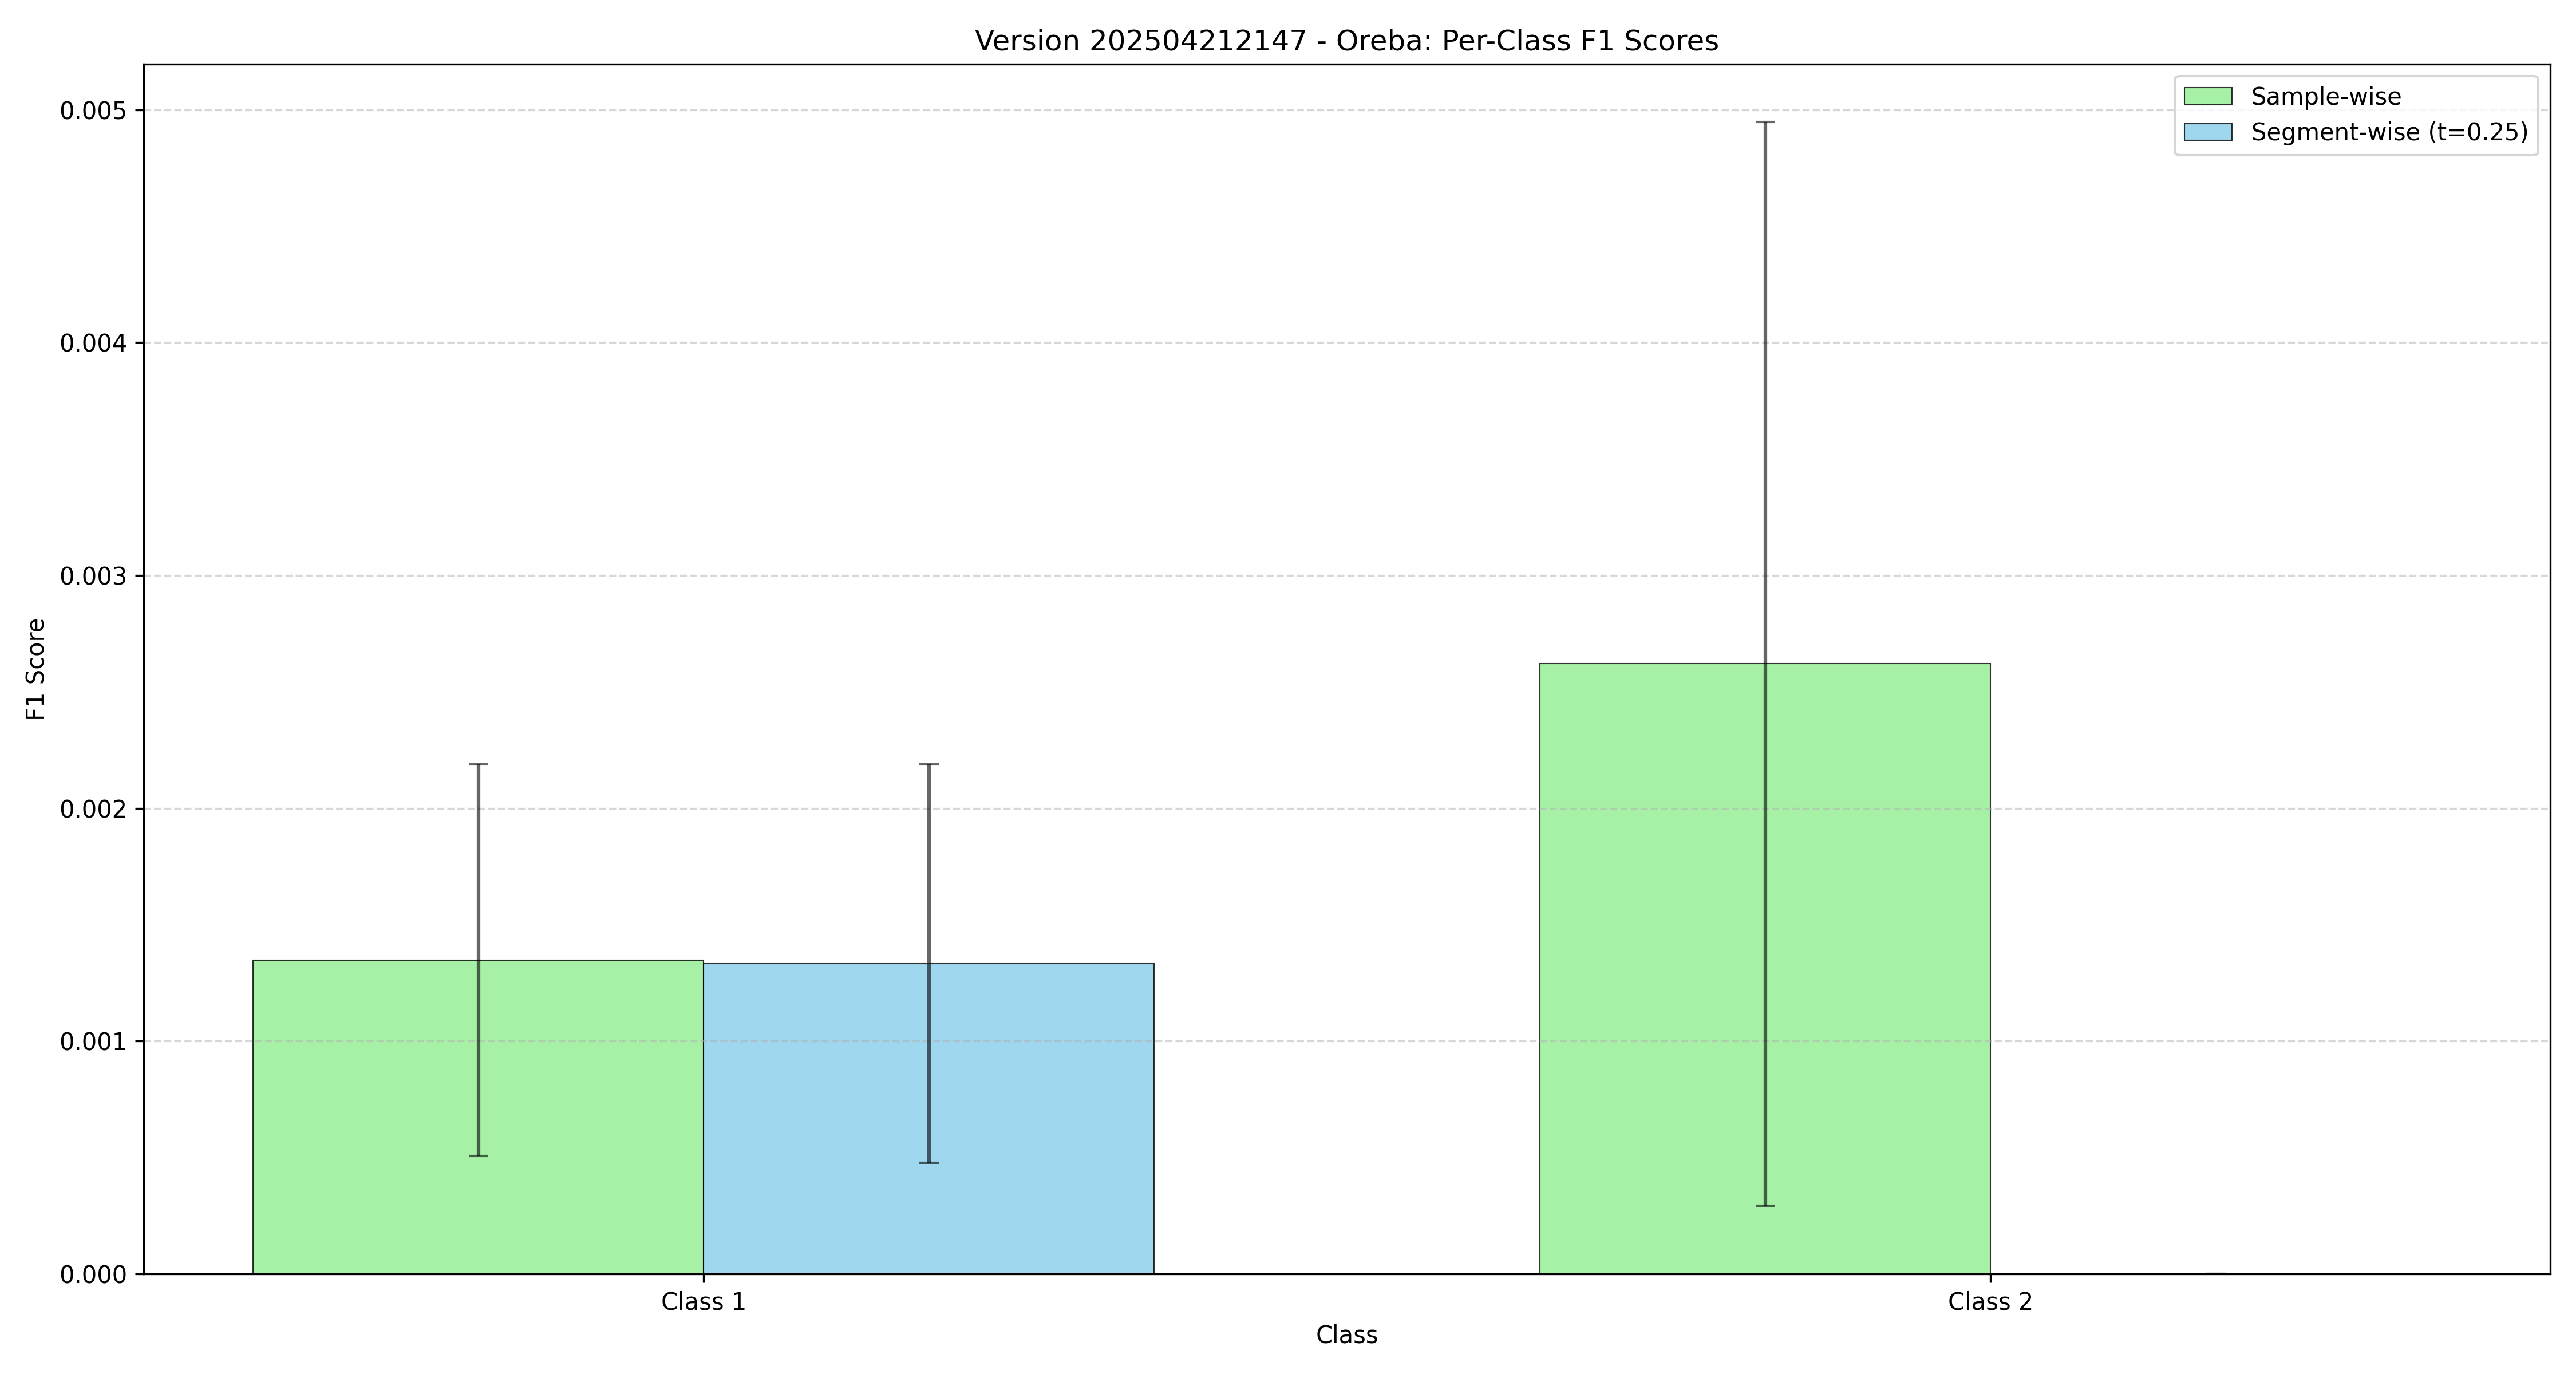 Version 202504212147 - Oreba: Per-Class F1 Scores
Sample-wise
Segment-wise (t=0.25)
F1 Score
0.005
0.004
0.003
0.002
0.001
0.000
Class 1
Class 2
Class